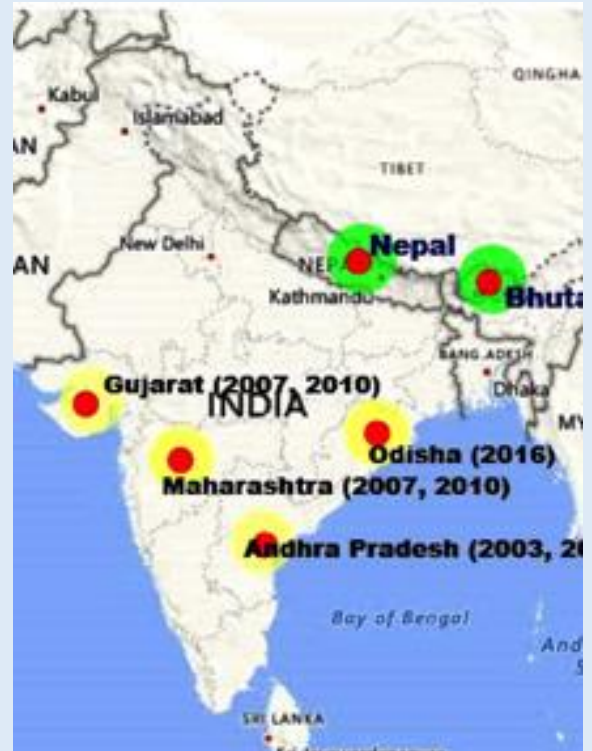 QINGHA
Kabul
Islamabad
AN
TIBET
New Delhi
Nepal
NEPA
AN
Kathmandu
Bhuta
BANGLADESH
Dhaka
Gujarat (2007, 2010)
INDIA
MY
Odisha (2016)
Maharashtra (2007, 2010)
Andhra Pradesh (2003, 20
Bay of Bengal
And
S
SRI LANKA